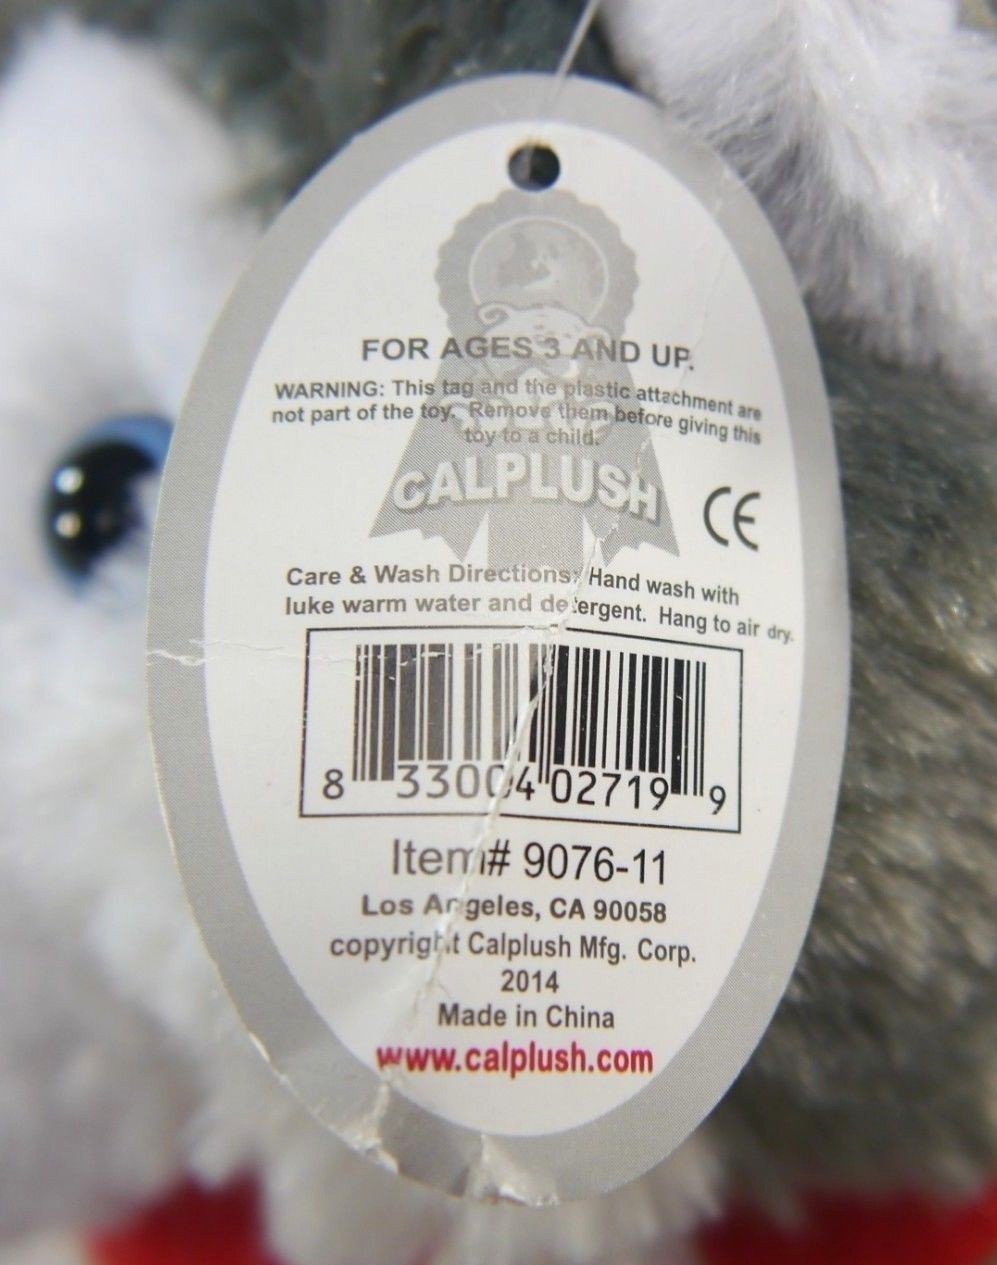 FOR AGES 3 AND UP.
WARNING: This tag and the plastic attachment are
not part of the toy. Remove them before giving this
toy to a child.
CALPLUSH
CE
Care & Wash Directions: Hand wash with
luke warm water and detergent. Hang to air dry.
8 33004 02719 9
Item# 9076-11
Los Angeles, CA 90058
copyright Calplush Mfg. Corp.
2014
Made in China
www.calplush.com